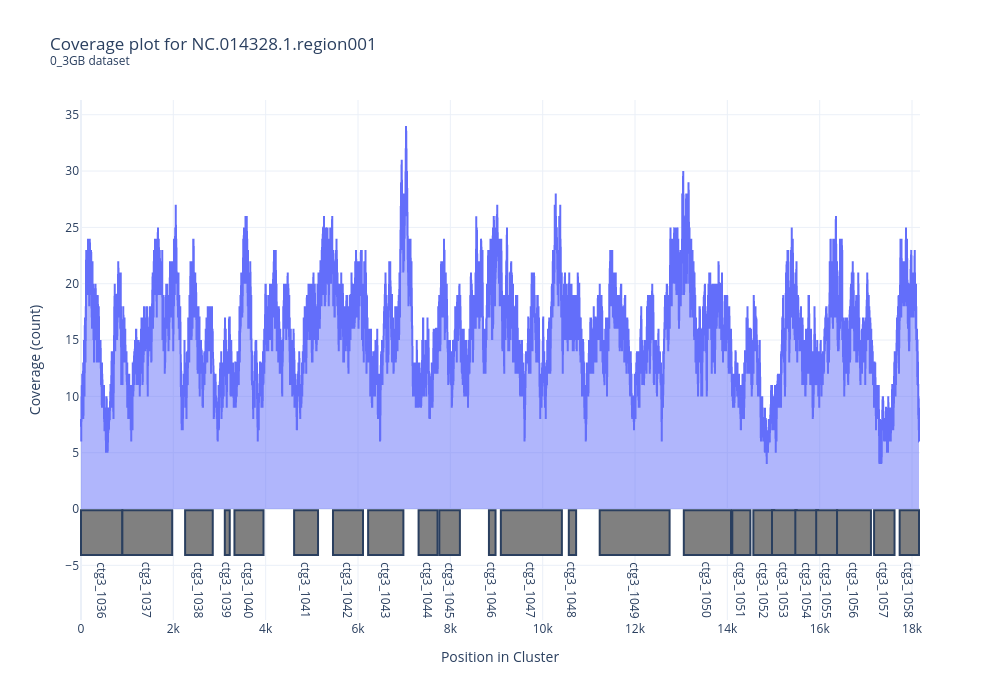 Coverage plot for NC.014328.1.region001
0_3GB dataset
35
30
25
20
15
10
5
0
−5
Coverage (count)
ctg3_1036
ctg3_1037
ctg3_1038
ctg3_1039
ctg3_1040
ctg3_1041
ctg3_1042
ctg3_1043
ctg3_1044
ctg3_1045
ctg3_1046
ctg3_1047
ctg3_1048
ctg3_1049
ctg3_1050
ctg3_1051
ctg3_1052
ctg3_1053
ctg3_1054
ctg3_1055
ctg3_1056
ctg3_1057
ctg3_1058
0 2k 4k 6k 8k 10k 12k 14k 16k 18k
Position in Cluster